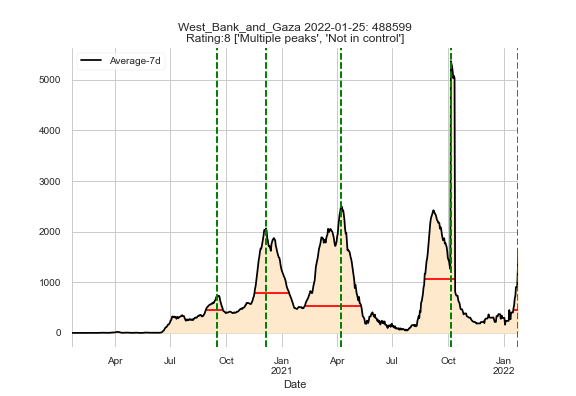 West_Bank_and_Gaza 2022-01-25: 488599
Rating:8 ['Multiple peaks', 'Not in control']
Average-7d
5000
4000
3000
2000
1000
0
Apr
Jul
Oct
Jan
2021
Apr
Jul
Oct
Jan
2022
Date